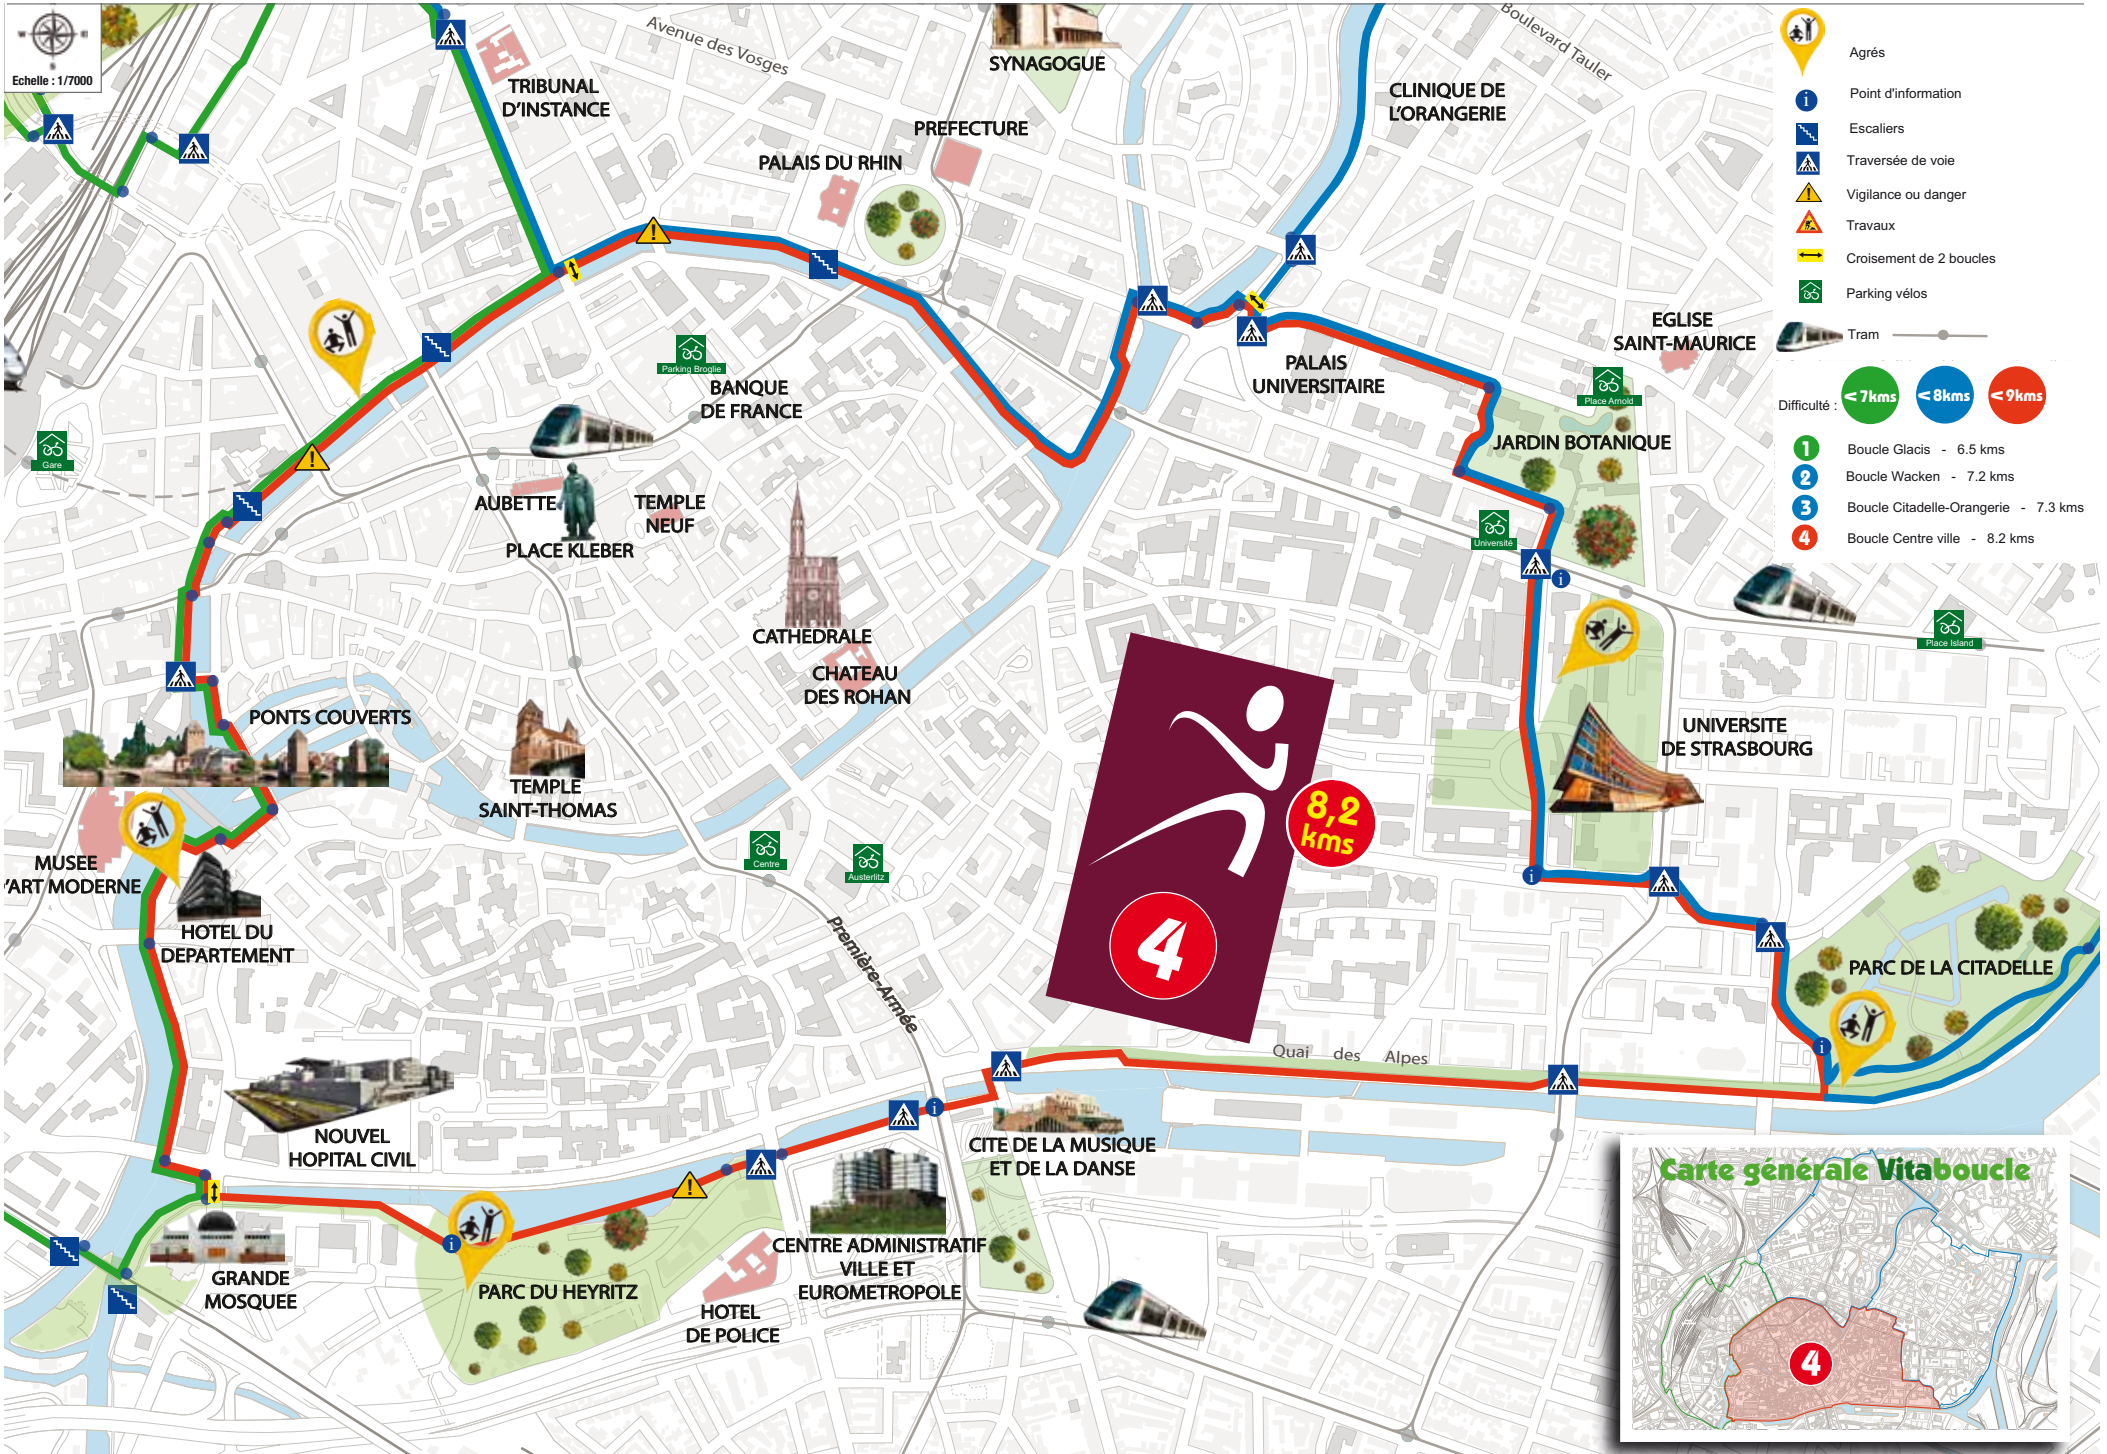 Echelle : 1/7000
Avenue des Vosges
Boulevard Tauler
SYNAGOGUE
TRIBUNAL
D'INSTANCE
CLINIQUE DE
L'ORANGERIE
PREFECTURE
PALAIS DU RHIN
Agrés
i
Point d'information
Escaliers
Traversée de voie
Vigilance ou danger
Travaux
Croisement de 2 boucles
Parking vélos
Tram
Difficulté :
< 7kms
< 8kms
< 9kms
1 Boucle Glacis - 6.5 kms
2 Boucle Wacken - 7.2 kms
3 Boucle Citadelle-Orangerie - 7.3 kms
4 Boucle Centre ville - 8.2 kms
EGLISE
SAINT-MAURICE
PALAIS
UNIVERSITAIRE
Place Arnold
JARDIN BOTANIQUE
Parking Broglie
BANQUE
DE FRANCE
Gare
AUBETTE
TEMPLE
NEUF
PLACE KLEBER
Université
i
CATHEDRALE
CHATEAU
DES ROHAN
Place Island
PONTS COUVERTS
TEMPLE
SAINT-THOMAS
UNIVERSITE
DE STRASBOURG
8,2
kms
4
Centre
Austerlitz
MUSEE
'ART MODERNE
HOTEL DU
DEPARTEMENT
Première-Armée
i
PARC DE LA CITADELLE
i
Quai des Alpes
NOUVEL
HOPITAL CIVIL
i
CITE DE LA MUSIQUE
ET DE LA DANSE
GRANDE
MOSQUEE
i
PARC DU HEYRITZ
HOTEL
DE POLICE
CENTRE ADMINISTRATIF
VILLE ET
EUROMETROPOLE
Carte générale Vitaboucle
4